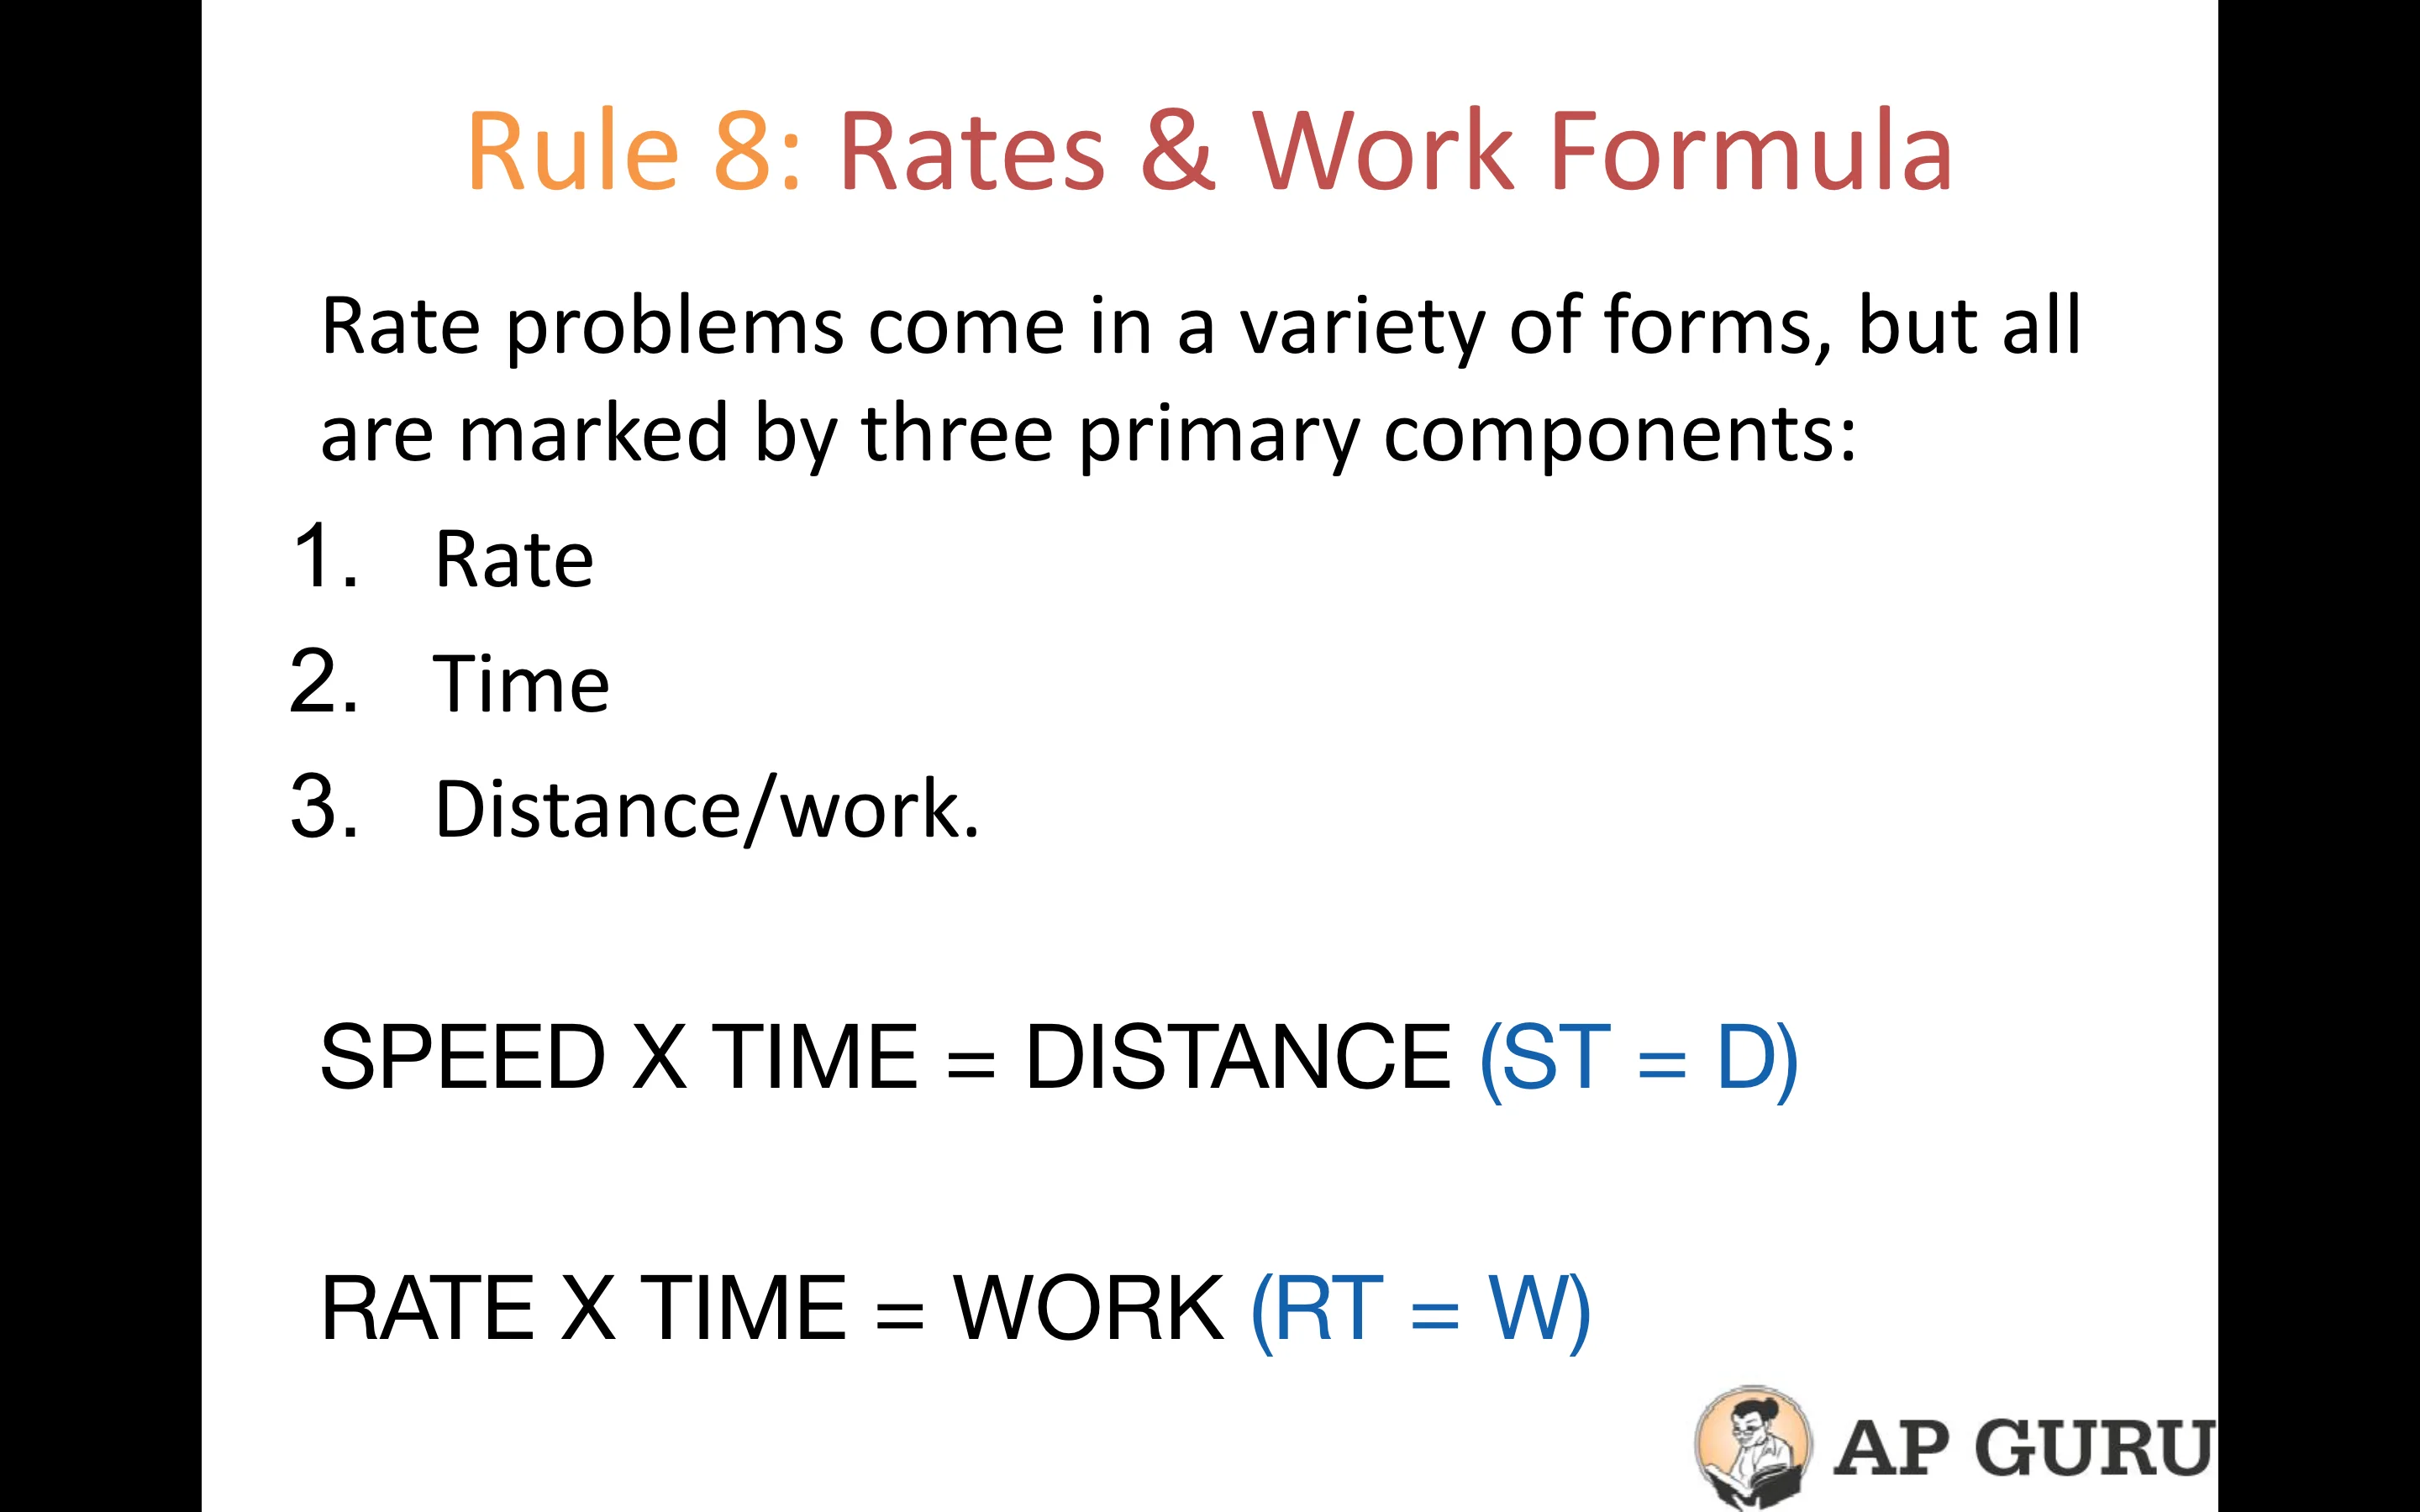 Rule 8: Rates & Work Formula
Rate problems come in a variety of forms, but all
are marked by three primary components:
1. Rate
2. Time
3. Distance/work.
SPEED X TIME = DISTANCE (ST = D)
RATE X TIME = WORK (RT = W)
AP GURU